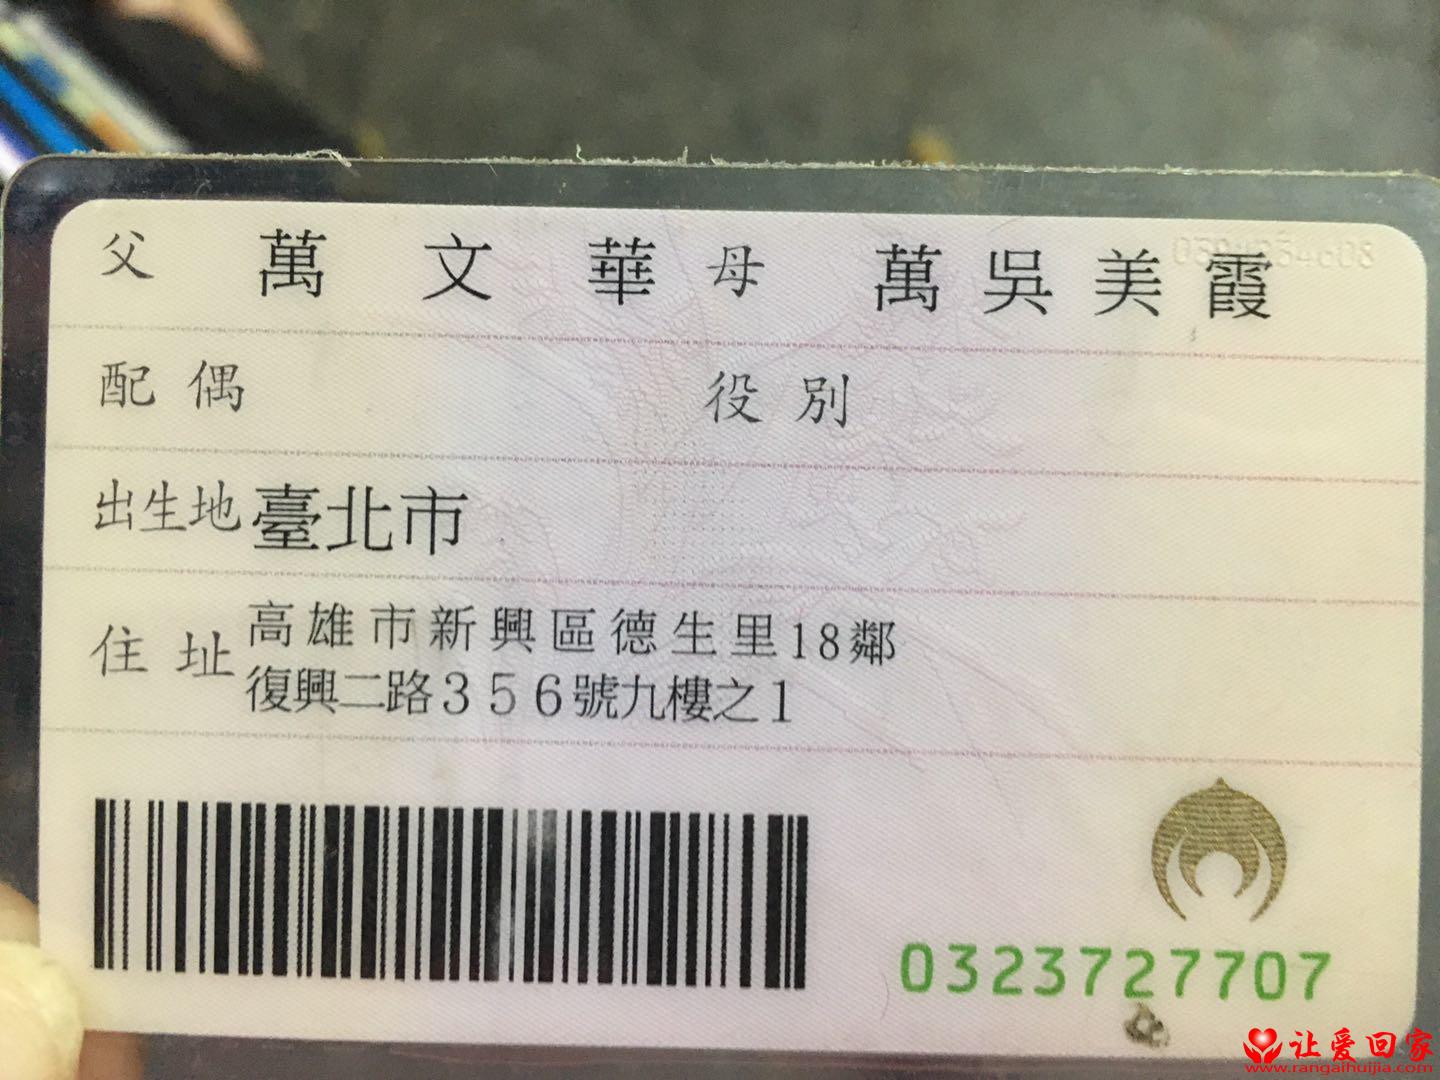 父 萬文華 母 萬吳美霞
配偶 役別
出生地 臺北市
住址 高雄市新興區德生里18鄰
復興二路356號九樓之1
0323727707
让爱回家
www.rangaihuijia.com